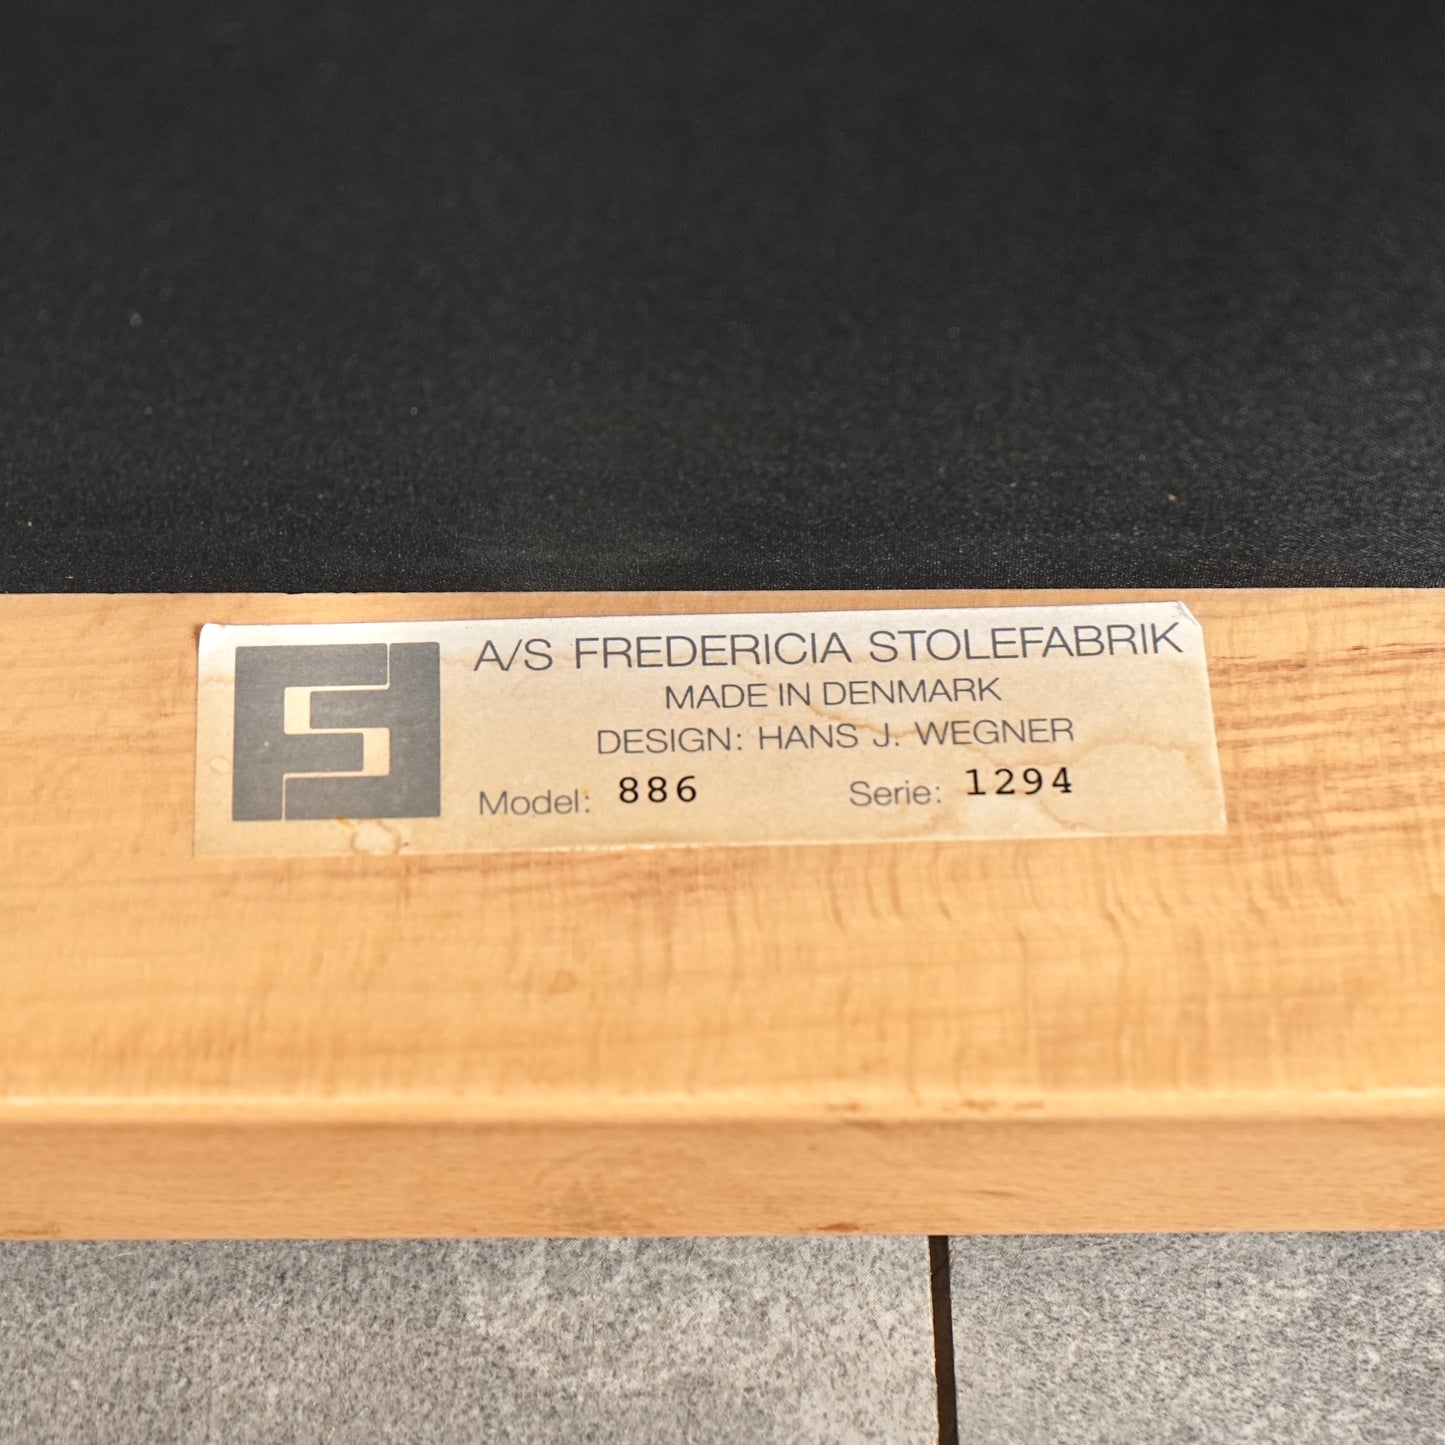 A/S FREDERICIA STOLEFABRIK
MADE IN DENMARK
DESIGN: HANS J. WEGNER
Model: 886 Serie: 1294